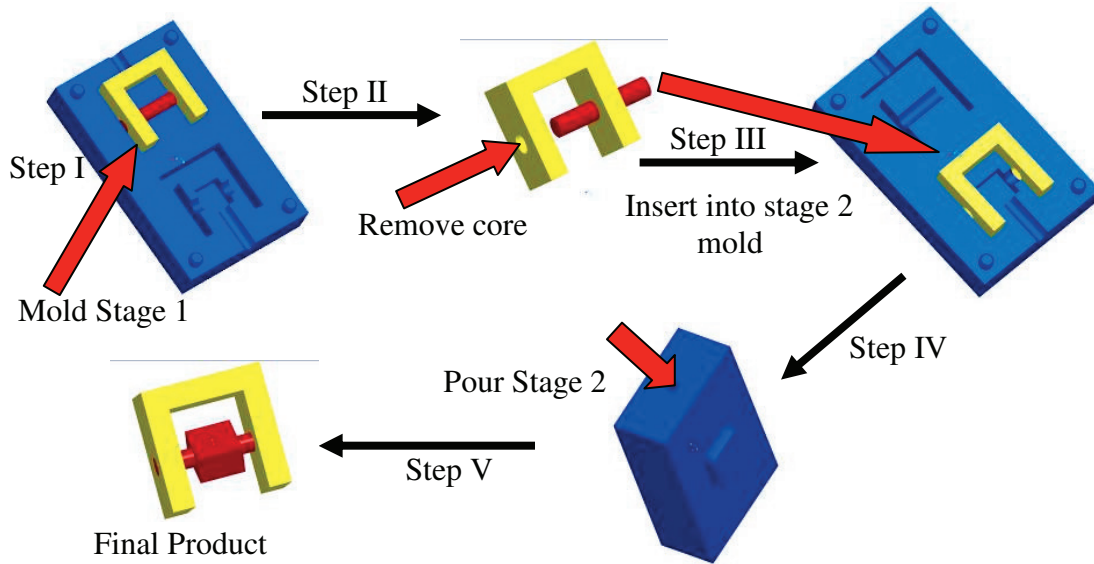 Step I
Mold Stage 1
Step II
Remove core
Step III
Insert into stage 2
mold
Step IV
Pour Stage 2
Step V
Final Product